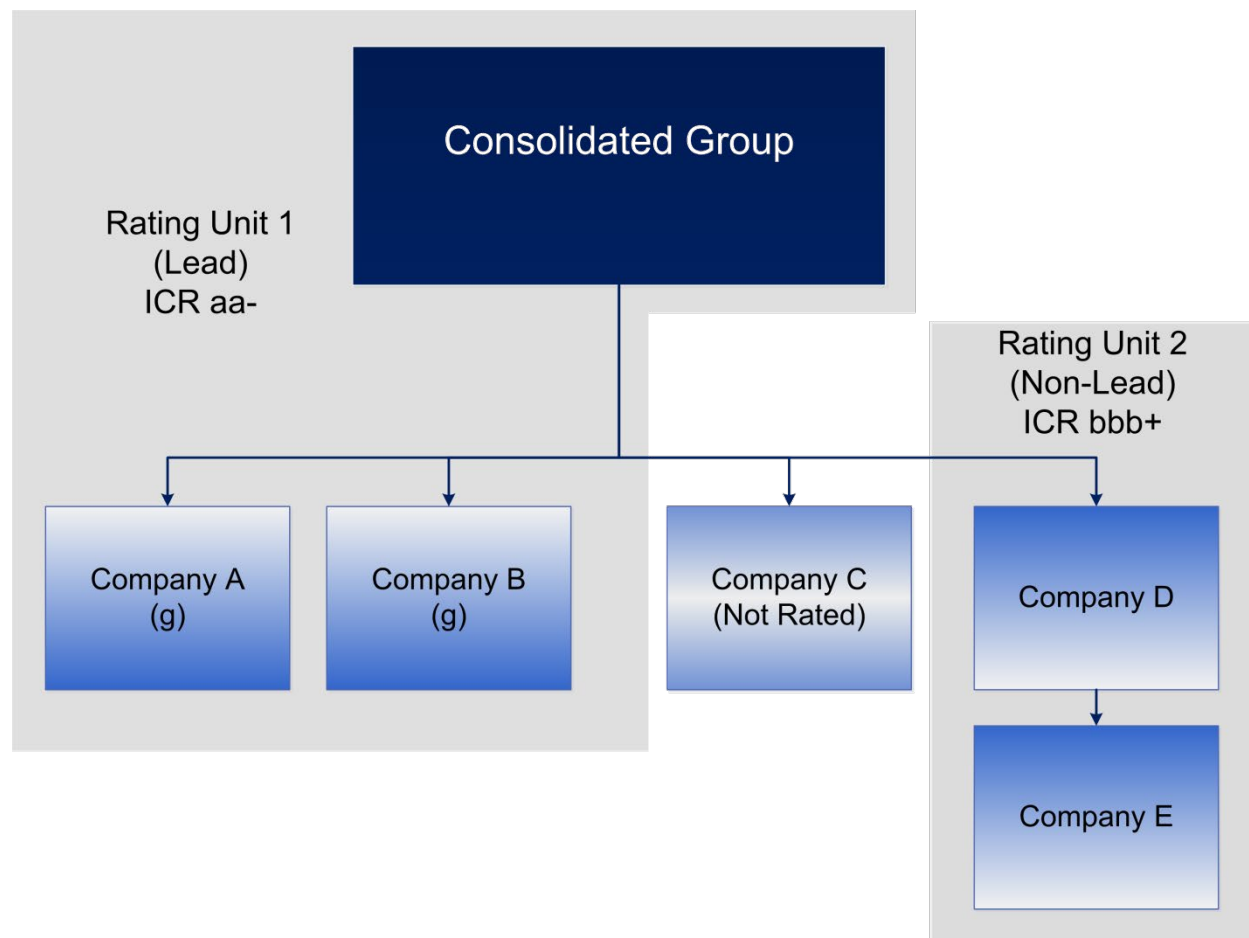 Consolidated Group
Rating Unit 1
(Lead)
ICR aa-
Rating Unit 2
(Non-Lead)
ICR bbb+
Company A
(g)
Company B
(g)
Company C
(Not Rated)
Company D
Company E